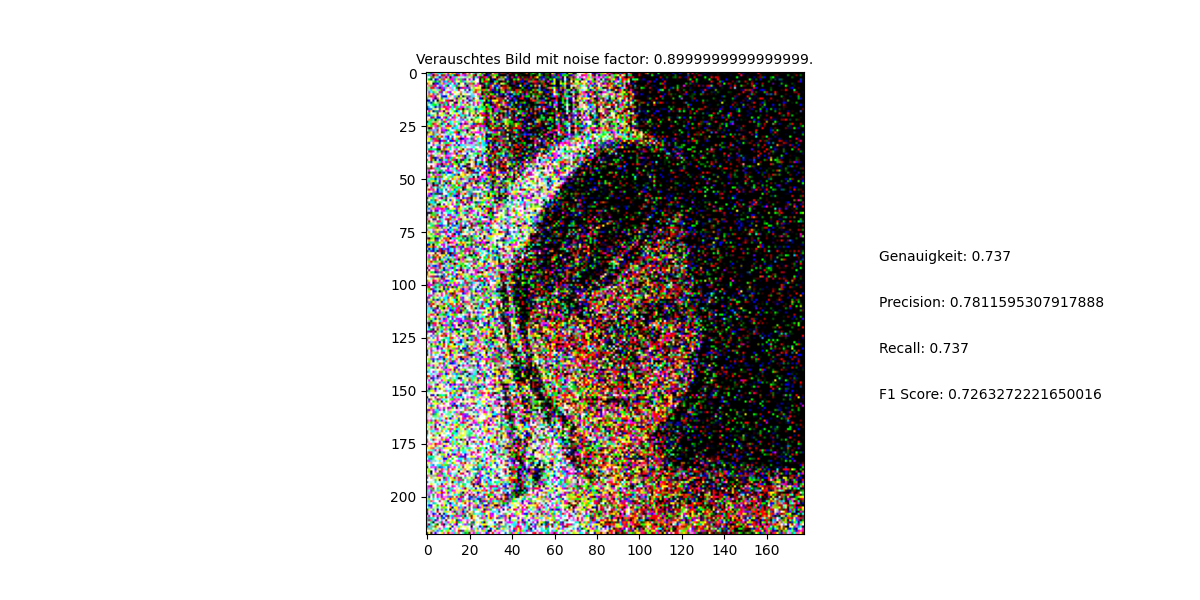 Verauschtes Bild mit noise factor: 0.8999999999999999.
0
25
50
75
100
125
150
175
200
0 20 40 60 80 100 120 140 160
Genauigkeit: 0.737
Precision: 0.7811595307917888
Recall: 0.737
F1 Score: 0.7263272221650016